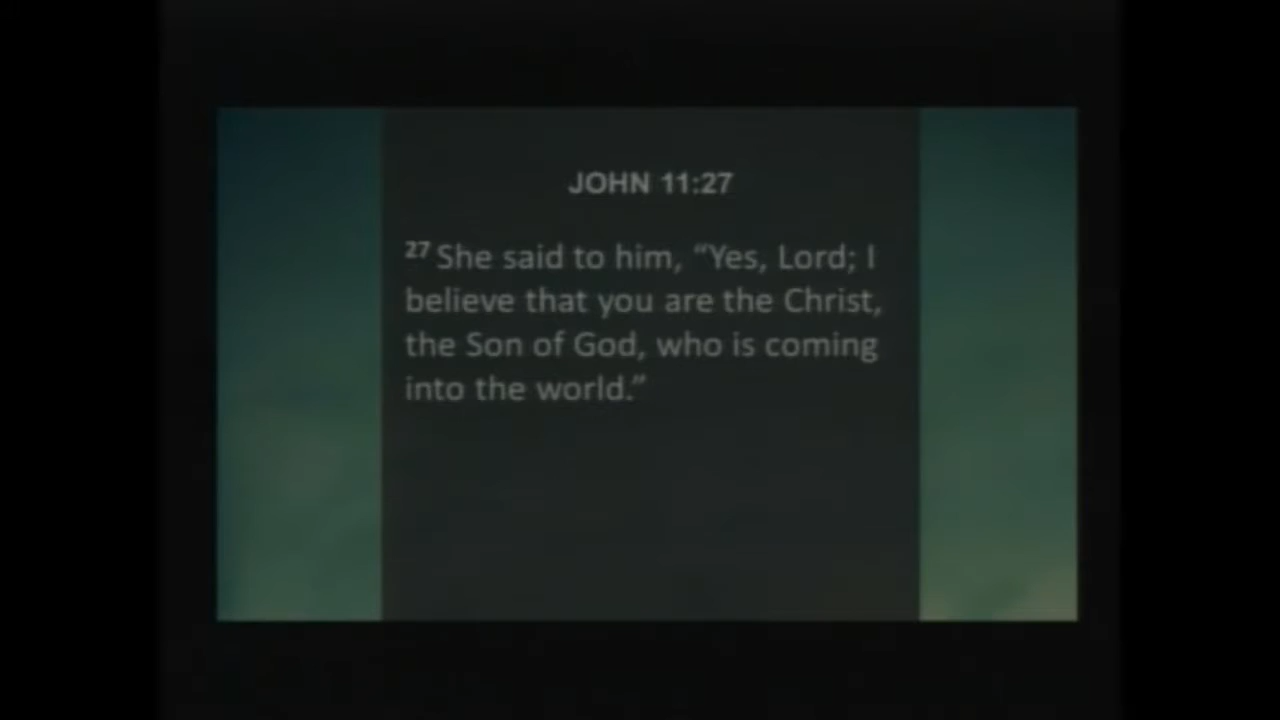 JOHN 11:27
27 She said to him, “Yes, Lord; I
believe that you are the Christ,
the Son of God, who is coming
into the world.”